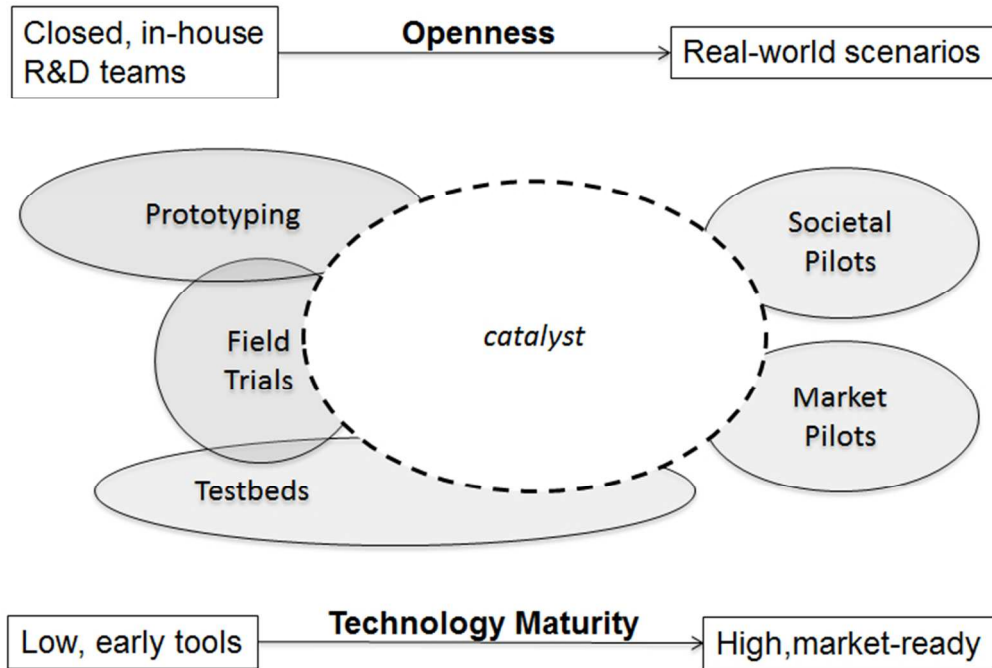 Closed, in-house
R&D teams
Openness
Real-world scenarios
Prototyping
Societal
Pilots
Field
Trials
catalyst
Market
Pilots
Testbeds
Low, early tools
Technology Maturity
High,market-ready